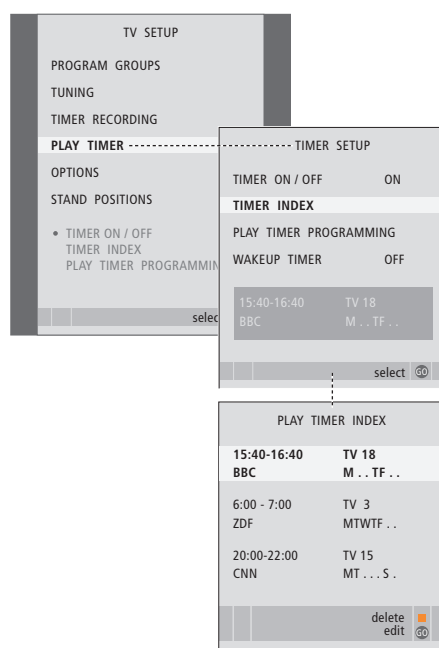 TV SETUP
PROGRAM GROUPS
TUNING
TIMER RECORDING
PLAY TIMER
OPTIONS
STAND POSITIONS
• TIMER ON / OFF
TIMER INDEX
PLAY TIMER PROGRAMMIN
selec
TIMER SETUP
TIMER ON / OFF ON
TIMER INDEX
PLAY TIMER PROGRAMMING
WAKEUP TIMER OFF
15:40-16:40 TV 18
BBC M . . TF . .
select GO
PLAY TIMER INDEX
15:40-16:40 TV 18
BBC M . . TF . .
6:00 - 7:00 TV 3
ZDF MTWTF . .
20:00-22:00 TV 15
CNN MT . . . S .
delete
edit GO